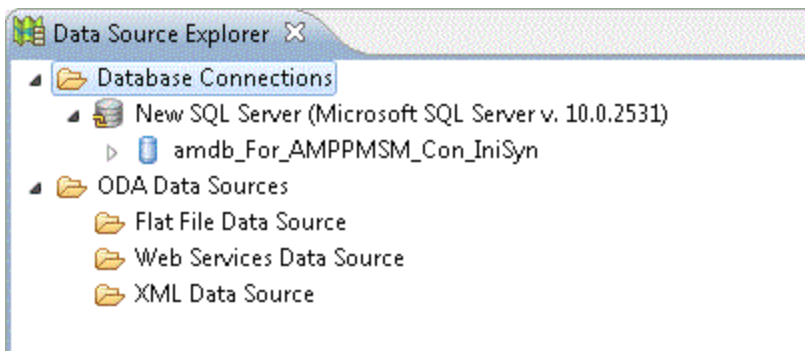 Data Source Explorer
Database Connections
New SQL Server (Microsoft SQL Server v. 10.0.2531)
amdb_For_AMPPMSM_Con_IniSyn
ODA Data Sources
Flat File Data Source
Web Services Data Source
XML Data Source